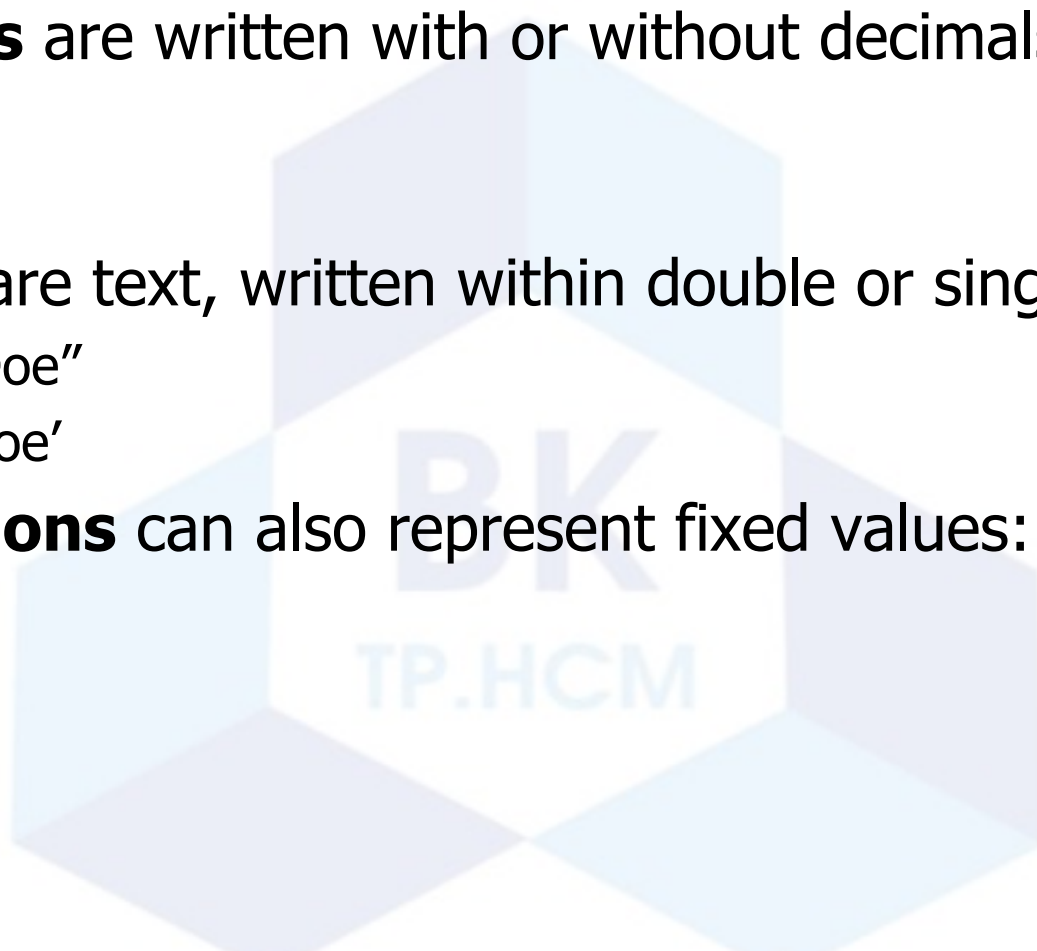 s are written with or without decimals
are text, written within double or sing
oe”
oe’
ons can also represent fixed values:
BK
TP.HCM